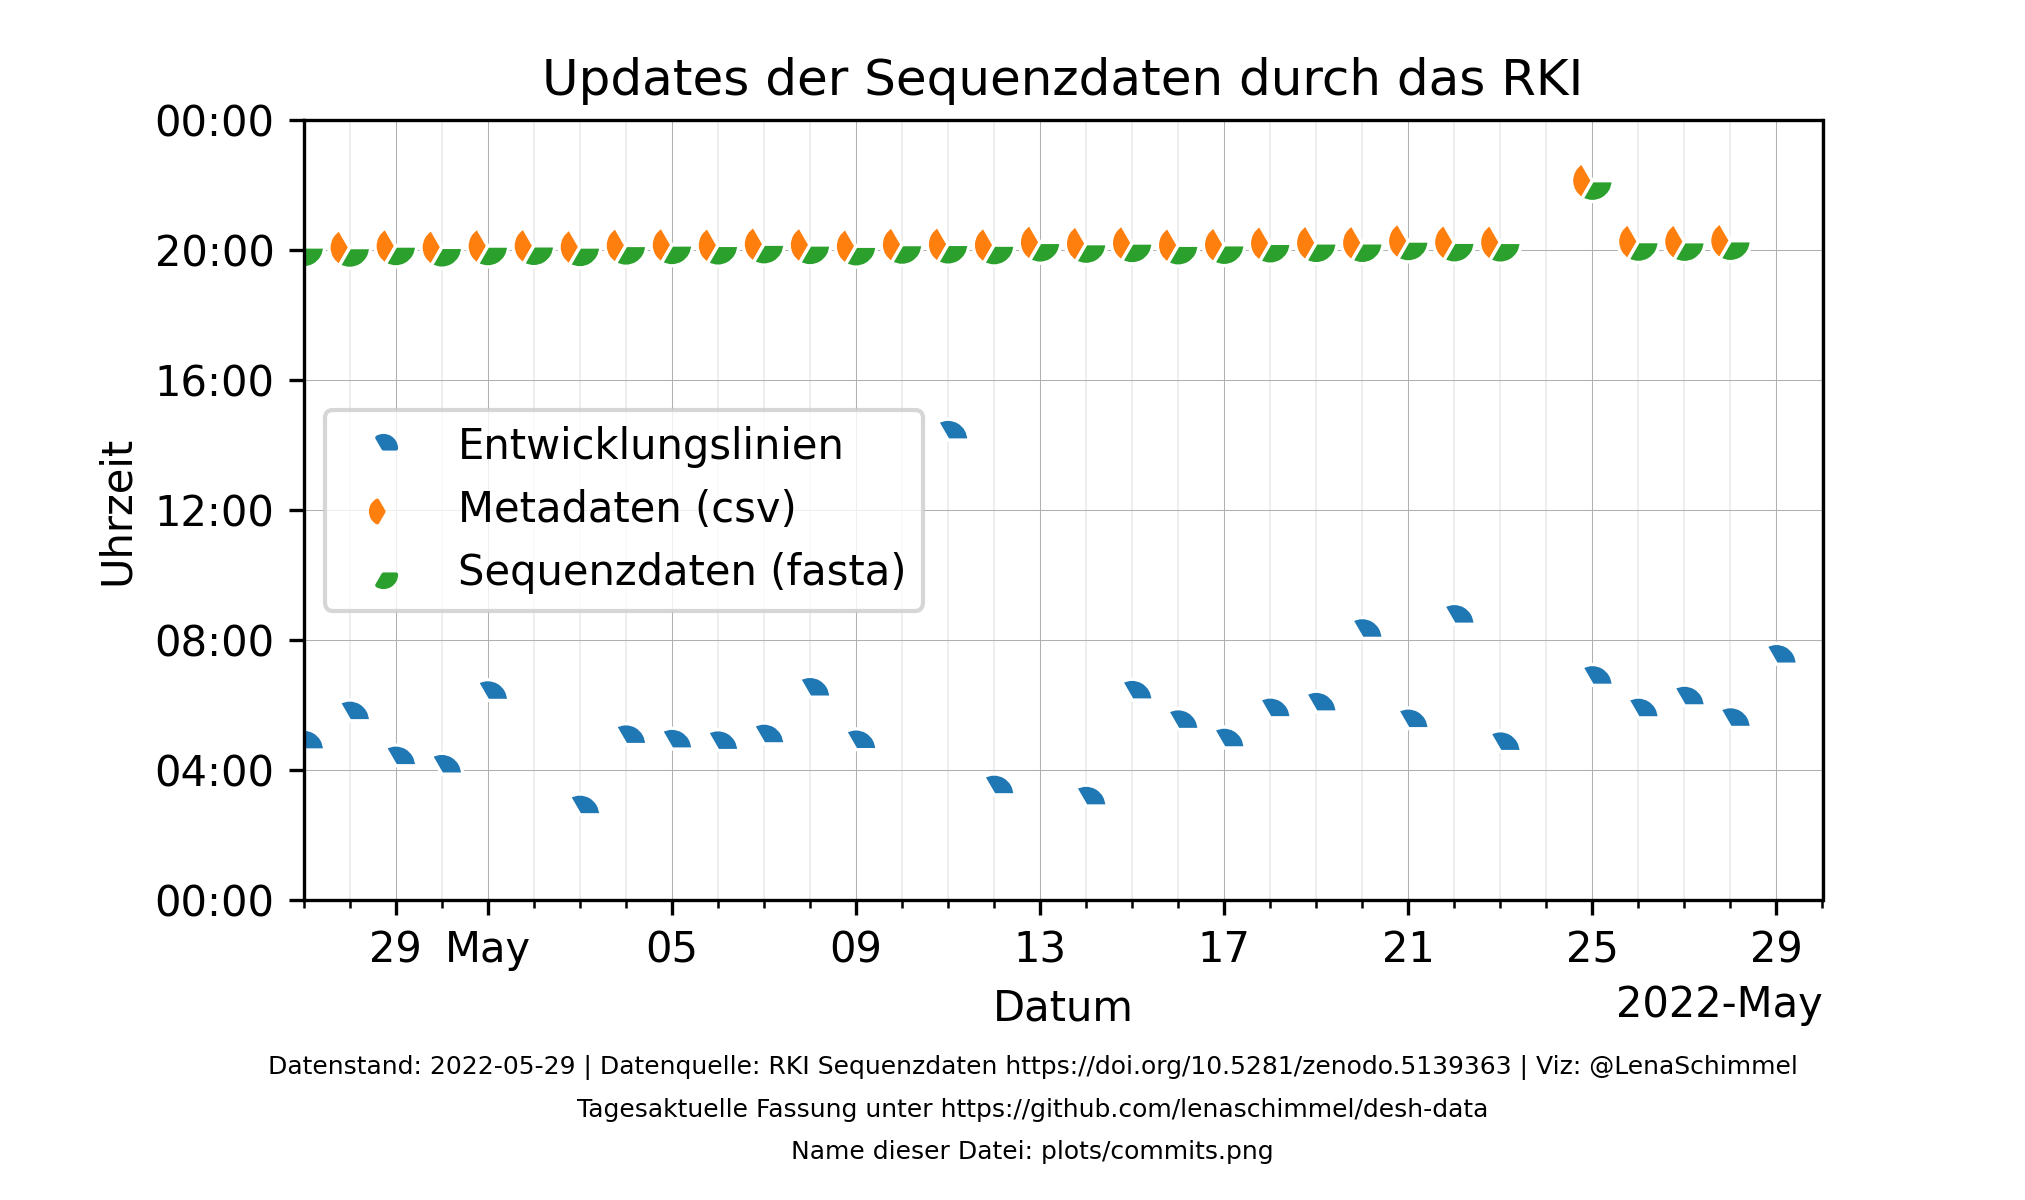 Updates der Sequenzdaten durch das RKI
00:00
20:00
16:00
12:00
08:00
04:00
00:00
Uhrzeit
Entwicklungslinien
Metadaten (csv)
Sequenzdaten (fasta)
29 May 05 09 13 17 21 25 29
Datum
2022-May
Datenstand: 2022-05-29 | Datenquelle: RKI Sequenzdaten https://doi.org/10.5281/zenodo.5139363 | Viz: @LenaSchimmel
Tagesaktuelle Fassung unter https://github.com/lenaschimmel/desh-data
Name dieser Datei: plots/commits.png